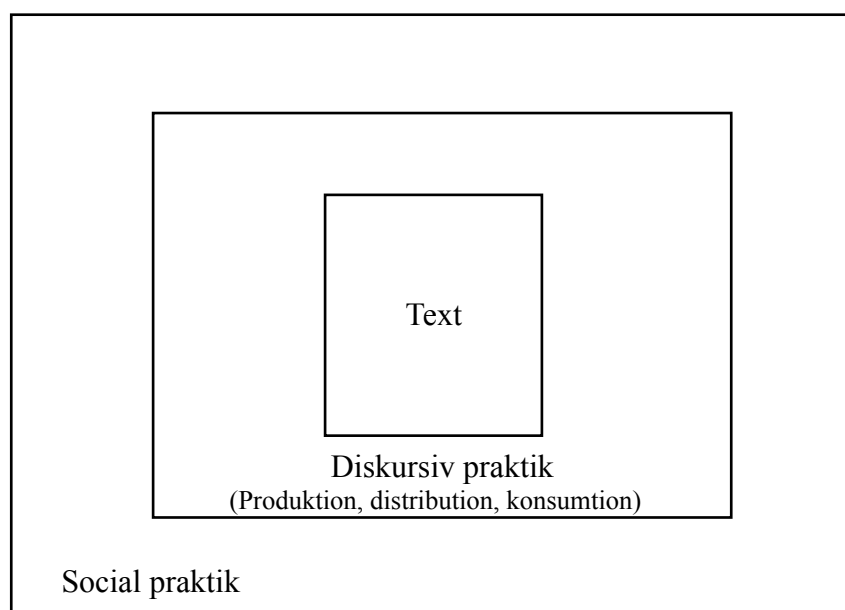 Text
Diskursiv praktik
(Produktion, distribution, konsumtion)
Social praktik